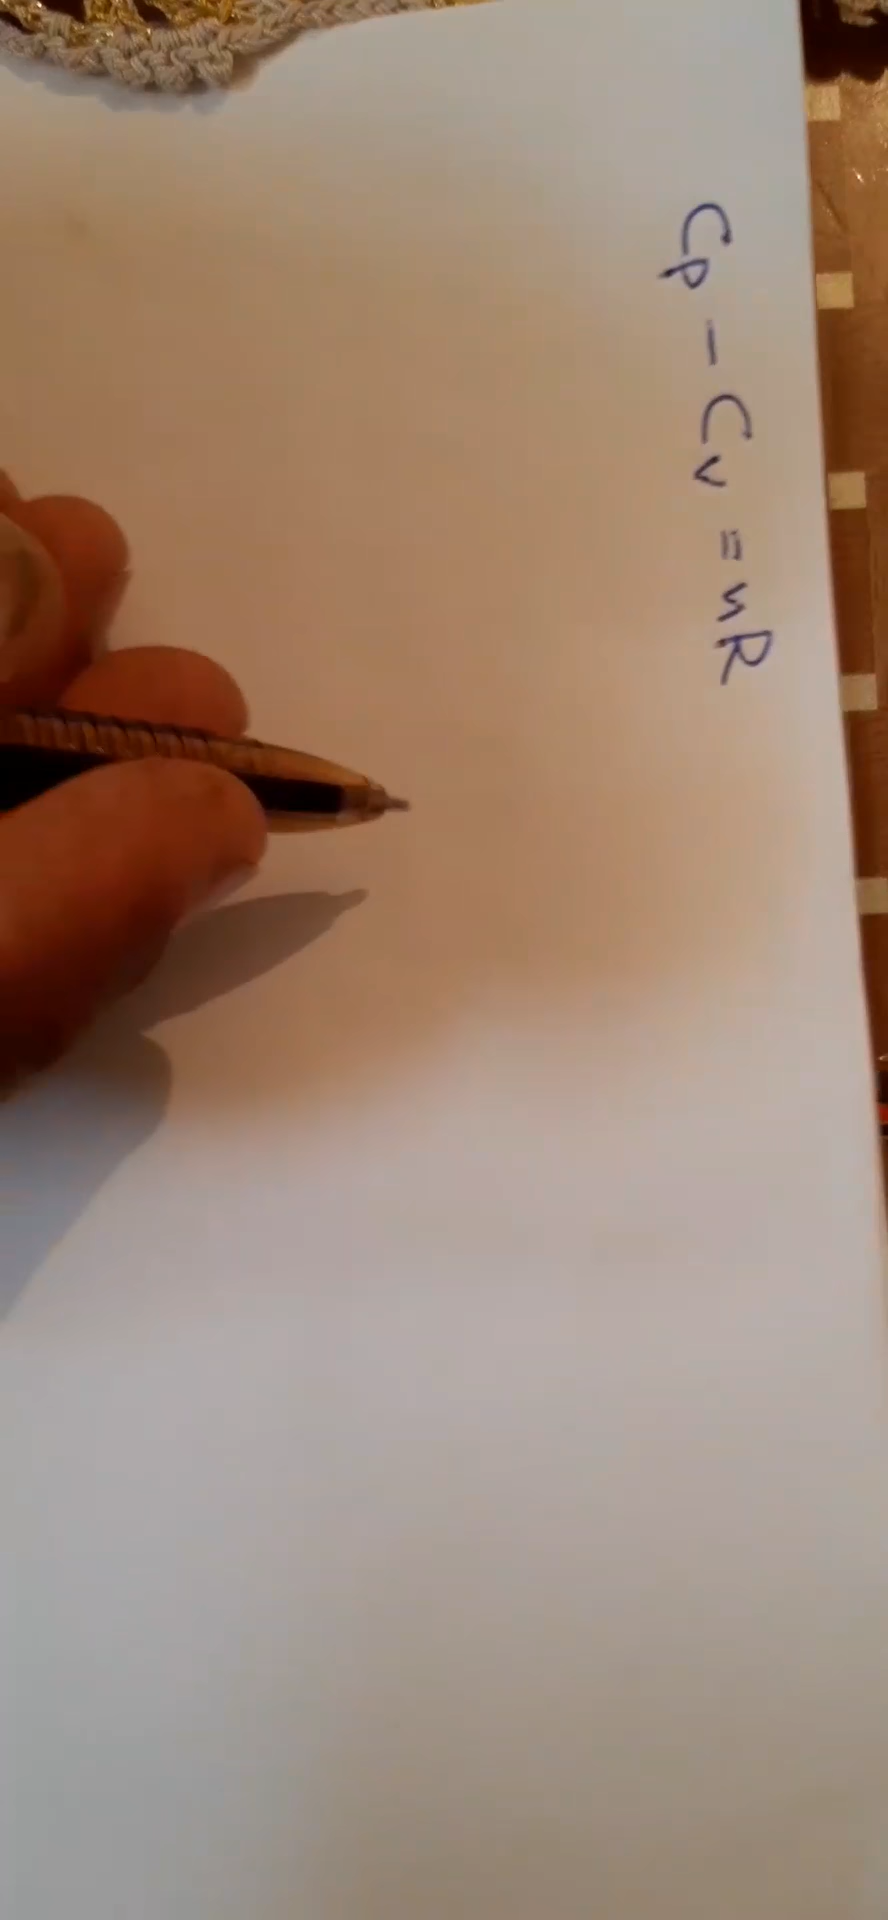 Cp - Cv = nR